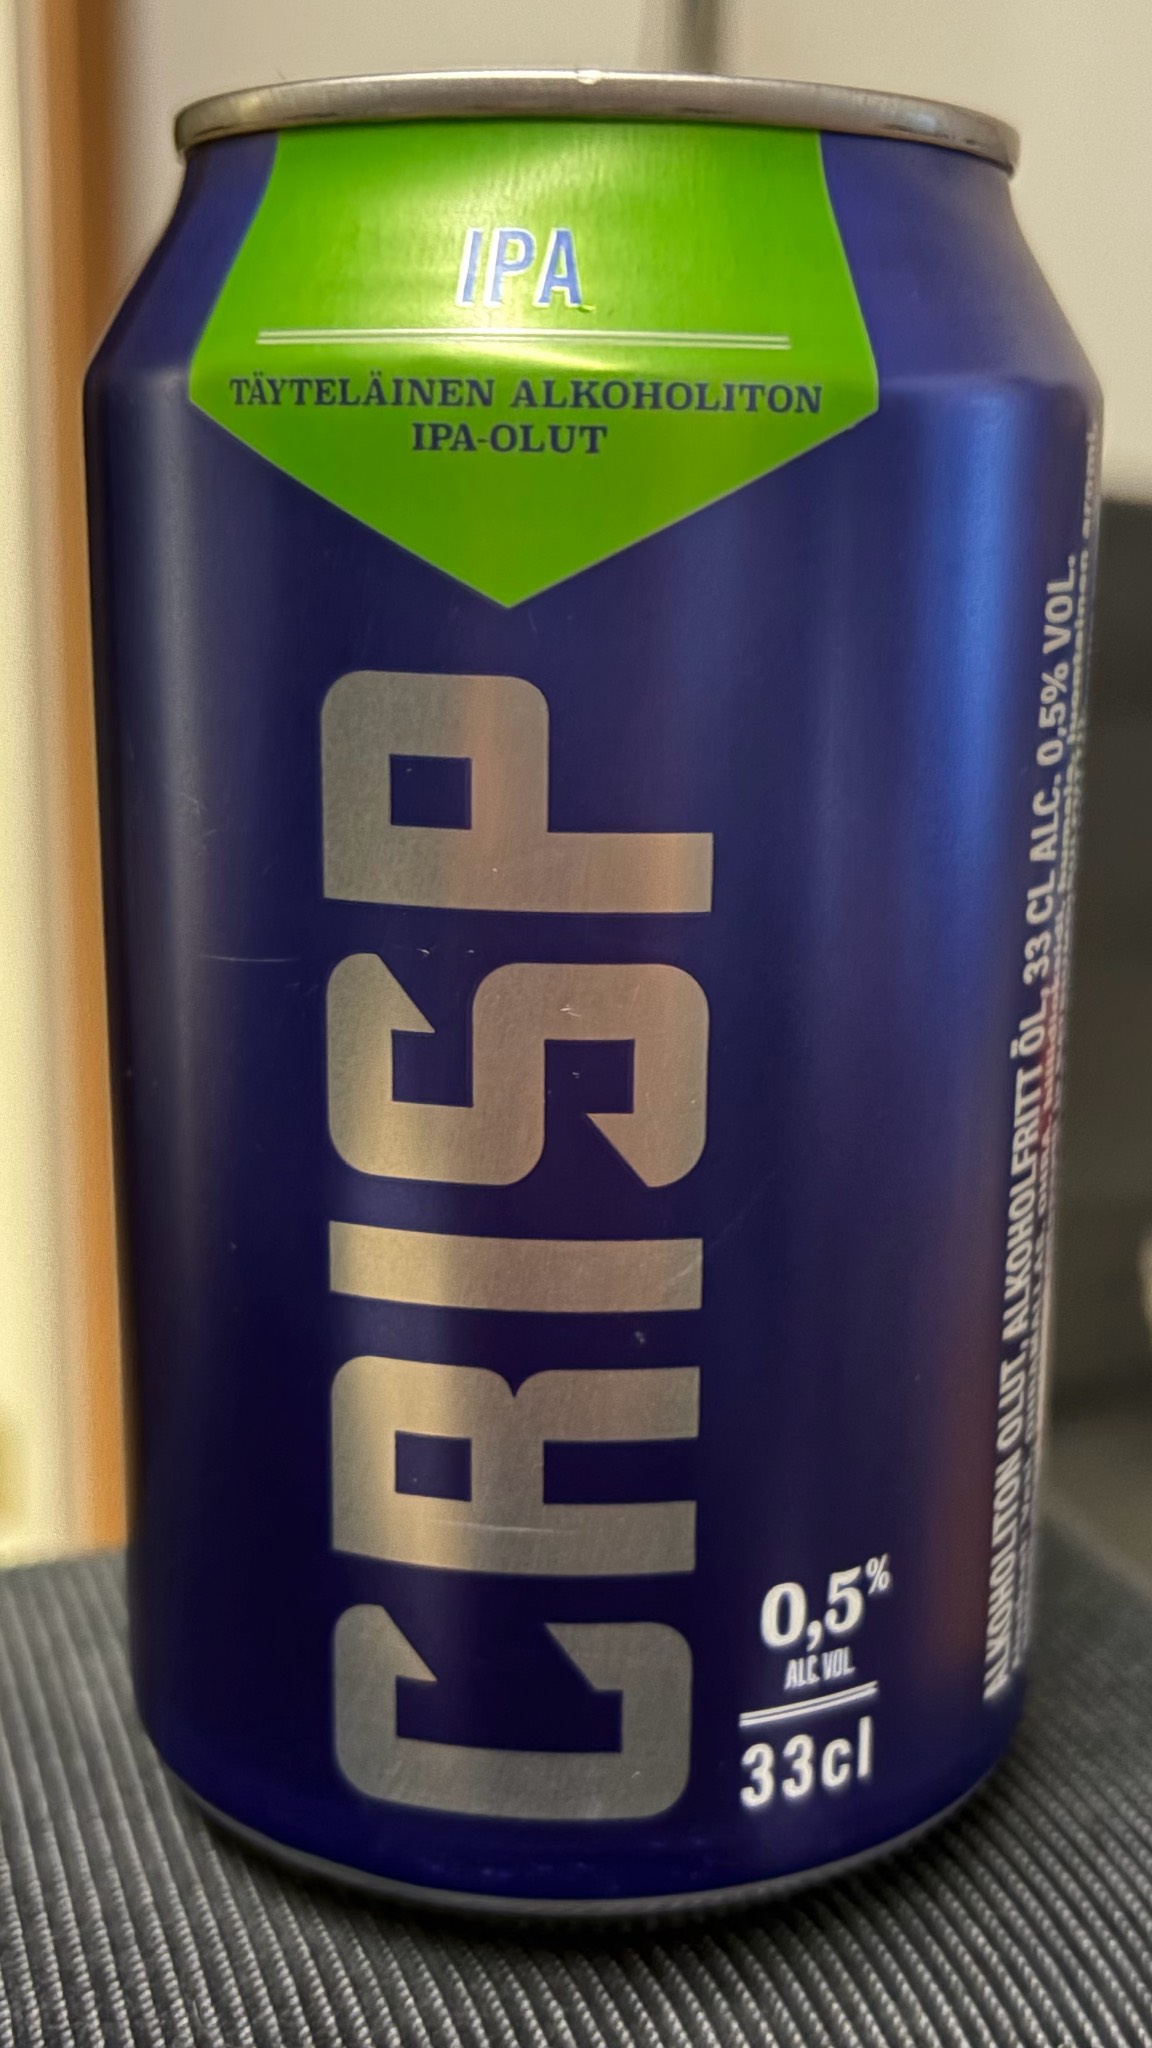 IPA
TÄYTELÄINEN ALKOHOLITON
IPA-OLUT
CRISP
0,5%
ALC. VOL.
33cl
ALKOHOLITON OLUT. ALKOHOLFRITT ÖL. 33 CL ALC. 0,5% VOL.